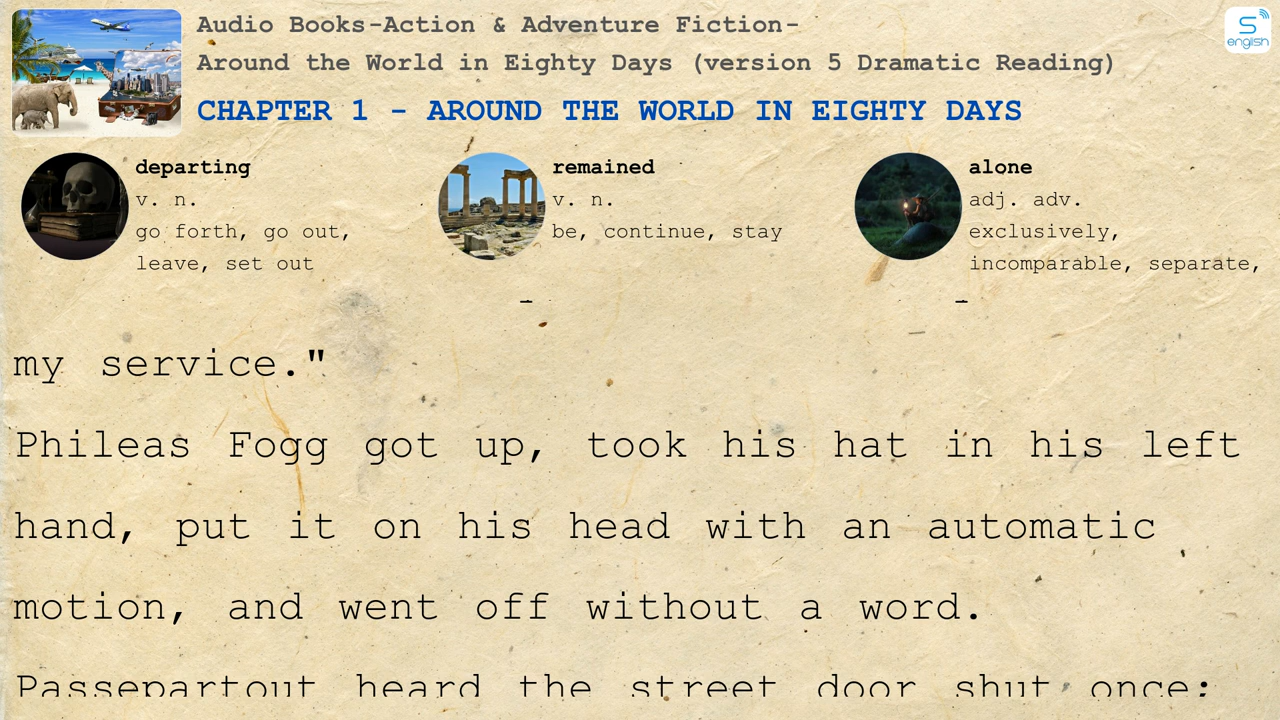 Audio Books-Action & Adventure Fiction-
Around the World in Eighty Days (version 5 Dramatic Reading)
CHAPTER 1 - AROUND THE WORLD IN EIGHTY DAYS
S
english
departing
v. n.
go forth, go out,
leave, set out
remained
v. n.
be, continue, stay
alone
adj. adv.
exclusively,
incomparable, separate,
my service."
Phileas Fogg got up, took his hat in his left
hand, put it on his head with an automatic
motion, and went off without a word.
Passepartout heard the street door shut once;